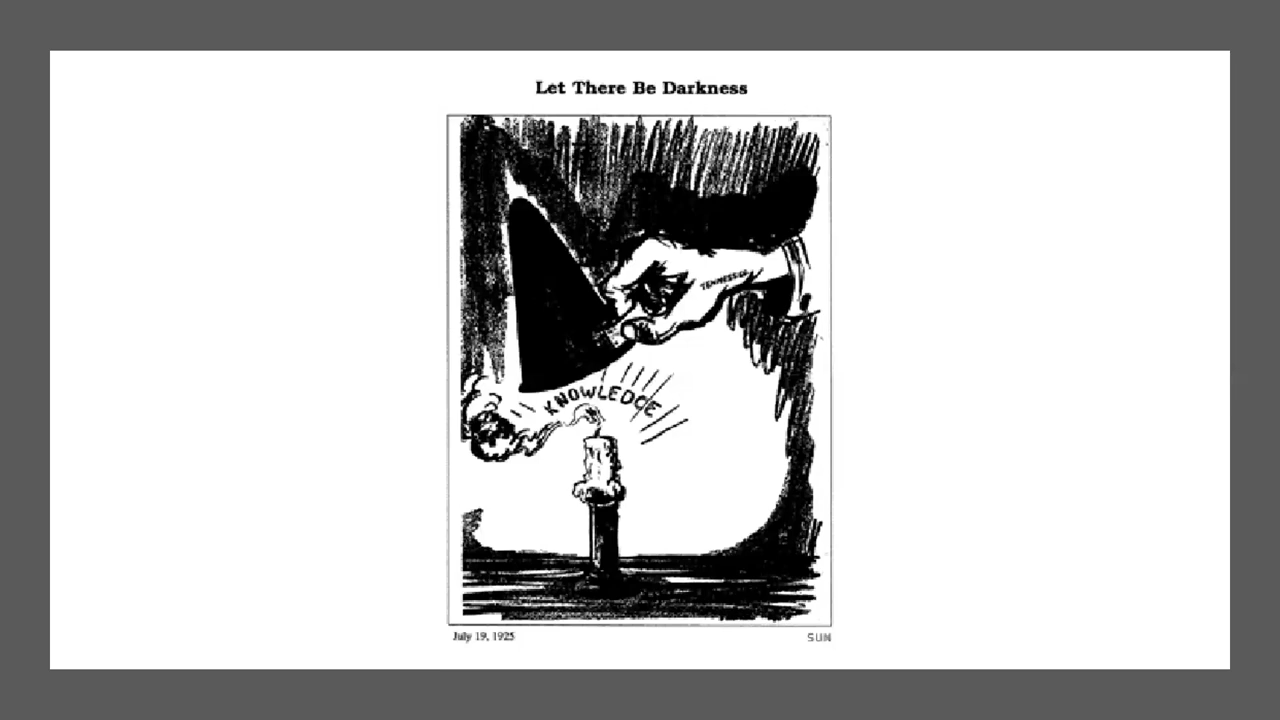 Let There Be Darkness
TENNESSEE
KNOWLEDGE
July 19, 1925
SUN